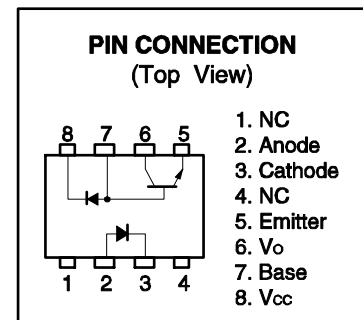 PIN CONNECTION
(Top View)
8 7 6 5
1 2 3 4
1. NC
2. Anode
3. Cathode
4. NC
5. Emitter
6. Vo
7. Base
8. Vcc